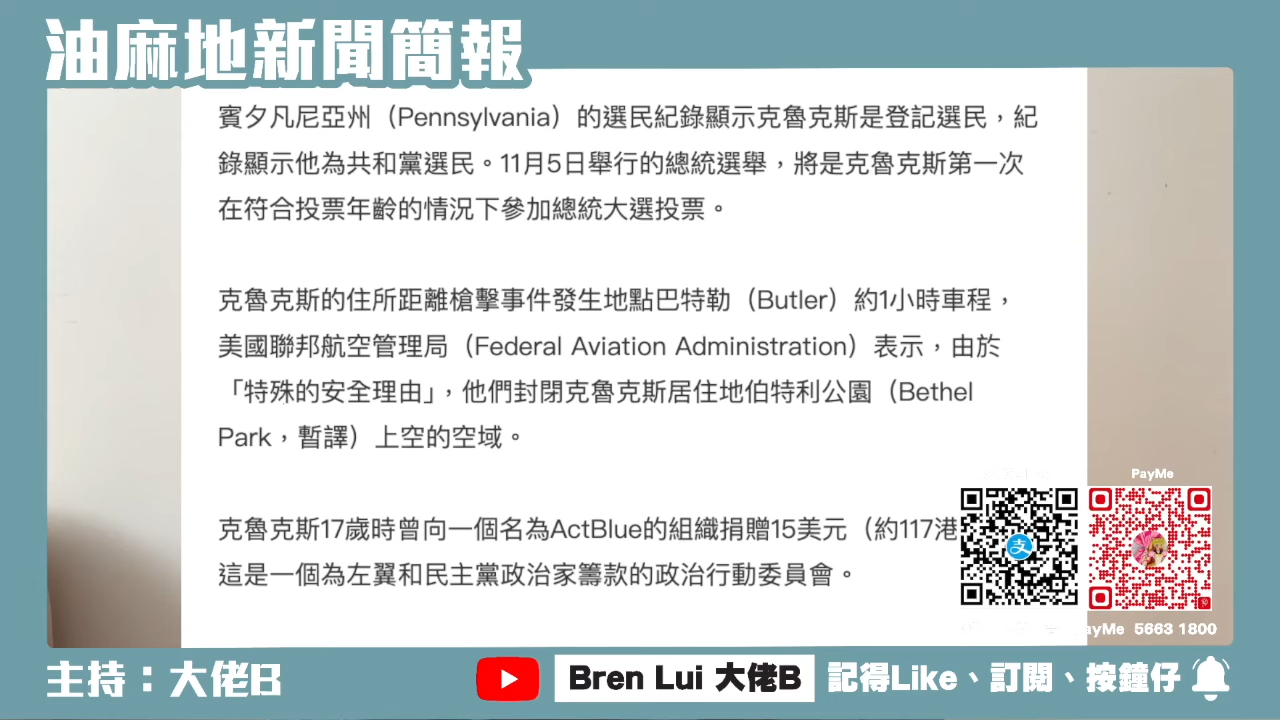 油麻地新聞簡報
賓夕凡尼亞州（Pennsylvania）的選民紀錄顯示克魯克斯是登記選民，紀
錄顯示他為共和黨選民。11月5日舉行的總統選舉，將是克魯克斯第一次
在符合投票年齡的情況下參加總統大選投票。
克魯克斯的住所距離槍擊事件發生地點巴特勒（Butler）約1小時車程，
美國聯邦航空管理局（Federal Aviation Administration）表示，由於
「特殊的安全理由」，他們封閉克魯克斯居住地伯特利公園（Bethel
Park，暫譯）上空的空域。
克魯克斯17歲時曾向一個名為ActBlue的組織捐贈15美元（約117港
這是一個為左翼和民主黨政治家籌款的政治行動委員會。
PayMe
支
PayMe 5663 1800
主持：大佬B
Bren Lui 大佬B
記得Like、訂閱、按鐘仔